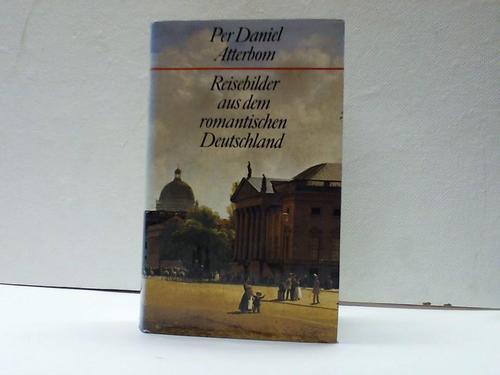 Per Daniel
Atterbom
Reisebilder
aus dem
romantischen
Deutschland